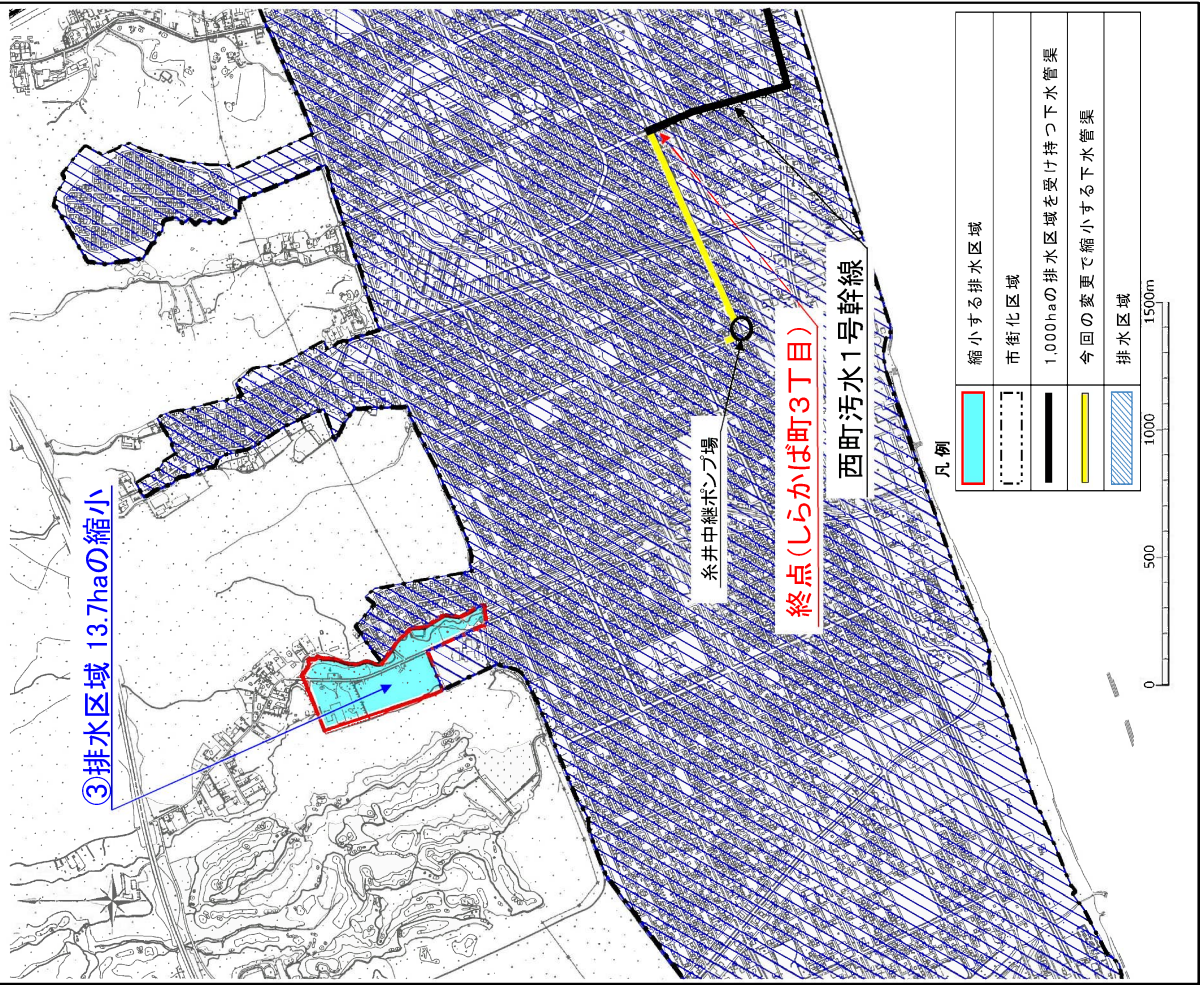 ③排水区域 13.7haの縮小
糸井中継ポンプ場
終点(しらかば町3丁目)
西町汚水1号幹線
凡例
縮小する排水区域
市街化区域
1,000haの排水区域を受け持つ下水管渠
今回の変更で縮小する下水管渠
排水区域
0 500 1000 1500m